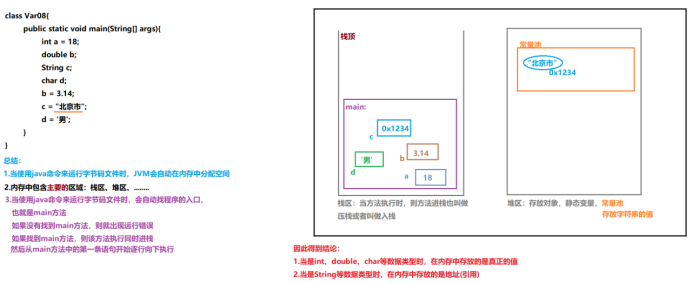 class Var08{
public static void main(String[] args){
int a = 18;
double b;
String c;
char d;
b = 3.14;
c = "北京市";
d = '男';
}
}
总结：
1.当使用java命令来运行字节码文件时，JVM会自动在内存中分配空间
2.内存中包含主要的区域：栈区、堆区、........
3.当使用java命令来运行字节码文件时，会自动找程序的入口，
也就是main方法
如果没有找到main方法，则就出现运行错误
如果找到main方法，则该方法执行同时进栈
然后从main方法中的第一条语句开始逐行向下执行
栈顶
main:
0x1234
c
'男'
d
3.14
b
18
a
栈区：当方法执行时，则方法进栈也叫做
压栈或者叫做入栈
常量池
"北京市"
0x1234
堆区：存放对象，静态变量，常量池
存放字符串的值
因此得到结论：
1.当是int、double、char等数据类型时，在内存中存放的是真正的值
2.当是String等数据类型时，在内存中存放的是地址(引用)